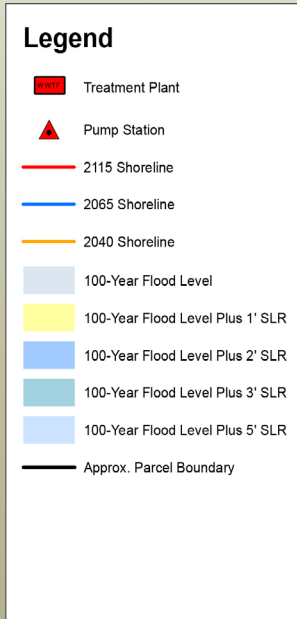 Legend
WWTF
Treatment Plant
Pump Station
2115 Shoreline
2065 Shoreline
2040 Shoreline
100-Year Flood Level
100-Year Flood Level Plus 1' SLR
100-Year Flood Level Plus 2' SLR
100-Year Flood Level Plus 3' SLR
100-Year Flood Level Plus 5' SLR
Approx. Parcel Boundary